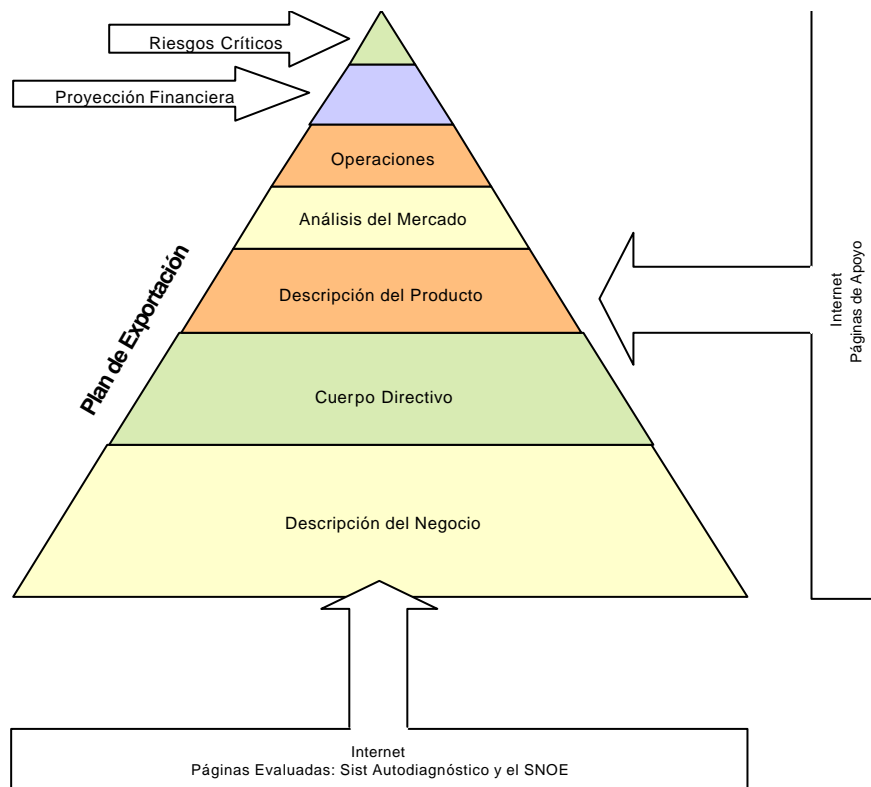 Riesgos Críticos
Proyección Financiera
Operaciones
Análisis del Mercado
Descripción del Producto
Cuerpo Directivo
Descripción del Negocio
Plan de Exportación
Internet
Páginas de Apoyo
Internet
Páginas Evaluadas: Sist Autodiagnóstico y el SNOE